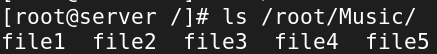 [root@server /]# ls /root/Music/
file1  file2  file3  file4  file5